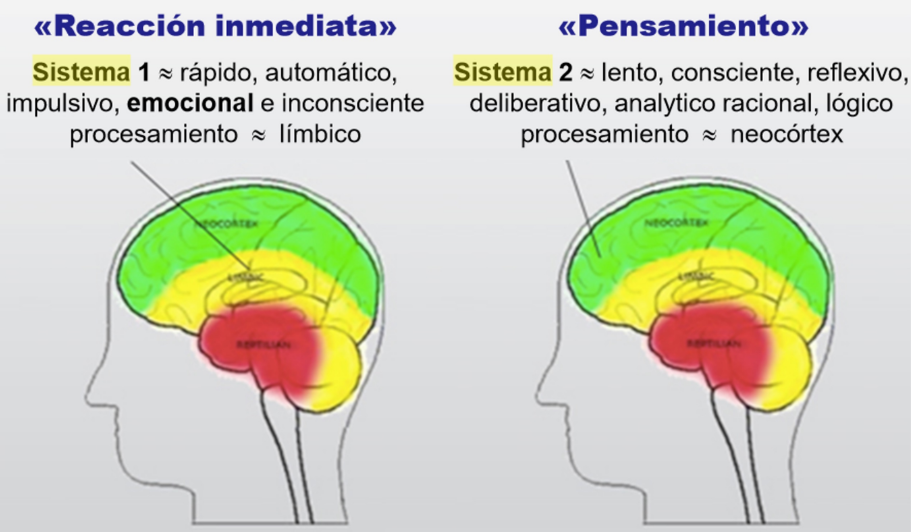 «Reacción inmediata»
Sistema 1 ≈ rápido, automático,
impulsivo, emocional e inconsciente
procesamiento ≈ límbico
«Pensamiento»
Sistema 2 ≈ lento, consciente, reflexivo,
deliberativo, analytico racional, lógico
procesamiento ≈ neocórtex
NEOCORTEX
LIMBIC
REPTILIAN
NEOCORTEX
LIMBIC
REPTILIAN